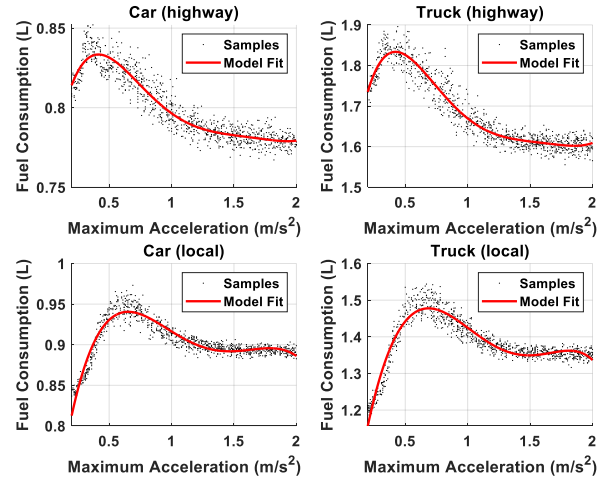 Car (highway)
Fuel Consumption (L)
0.85
0.8
0.75
0.5
1
1.5
2
Maximum Acceleration (m/s²)
Samples
Model Fit
Truck (highway)
Fuel Consumption (L)
1.9
1.8
1.7
1.6
1.5
0.5
1
1.5
2
Maximum Acceleration (m/s²)
Samples
Model Fit
Car (local)
Fuel Consumption (L)
1
0.95
0.9
0.85
0.8
0.5
1
1.5
2
Maximum Acceleration (m/s²)
Samples
Model Fit
Truck (local)
Fuel Consumption (L)
1.6
1.5
1.4
1.3
1.2
0.5
1
1.5
2
Maximum Acceleration (m/s²)
Samples
Model Fit